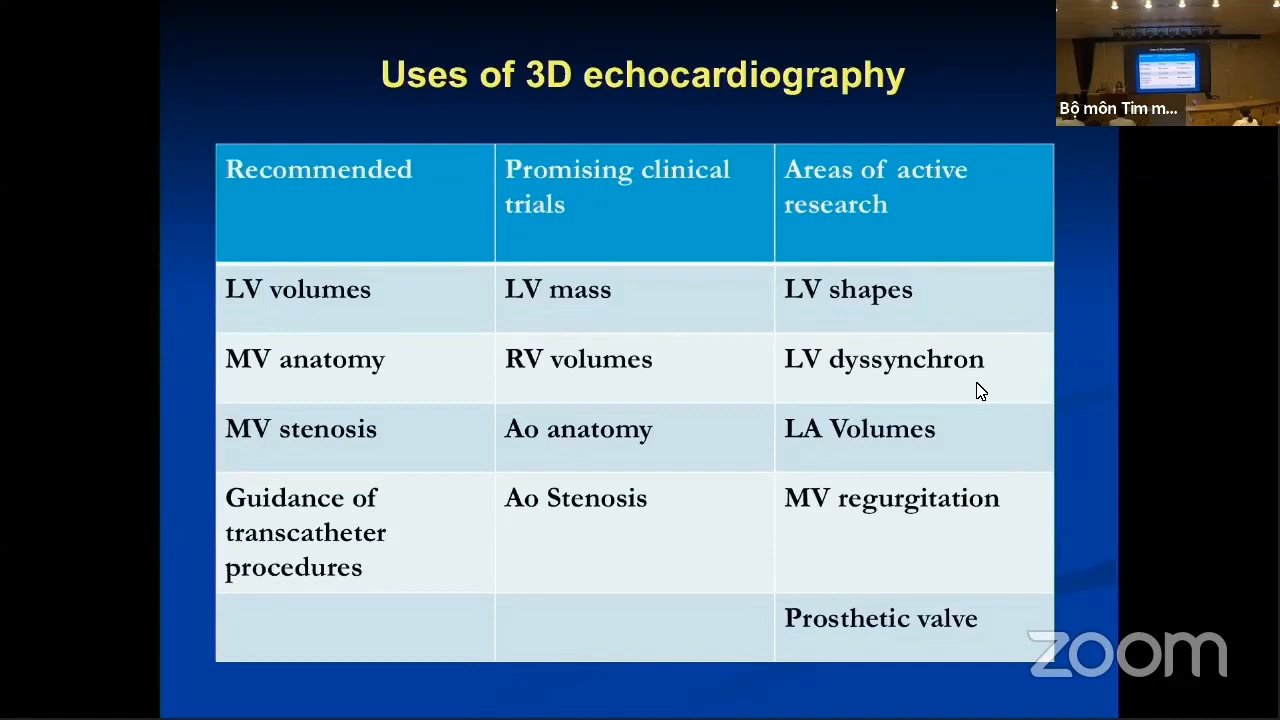 Uses of 3D echocardiography
Bộ môn Tim m...
Recommended
Promising clinical
trials
Areas of active
research
LV volumes
LV mass
LV shapes
MV anatomy
RV volumes
LV dyssynchron
MV stenosis
Ao anatomy
LA Volumes
Guidance of
transcatheter
procedures
Ao Stenosis
MV regurgitation
Prosthetic valve
zoom